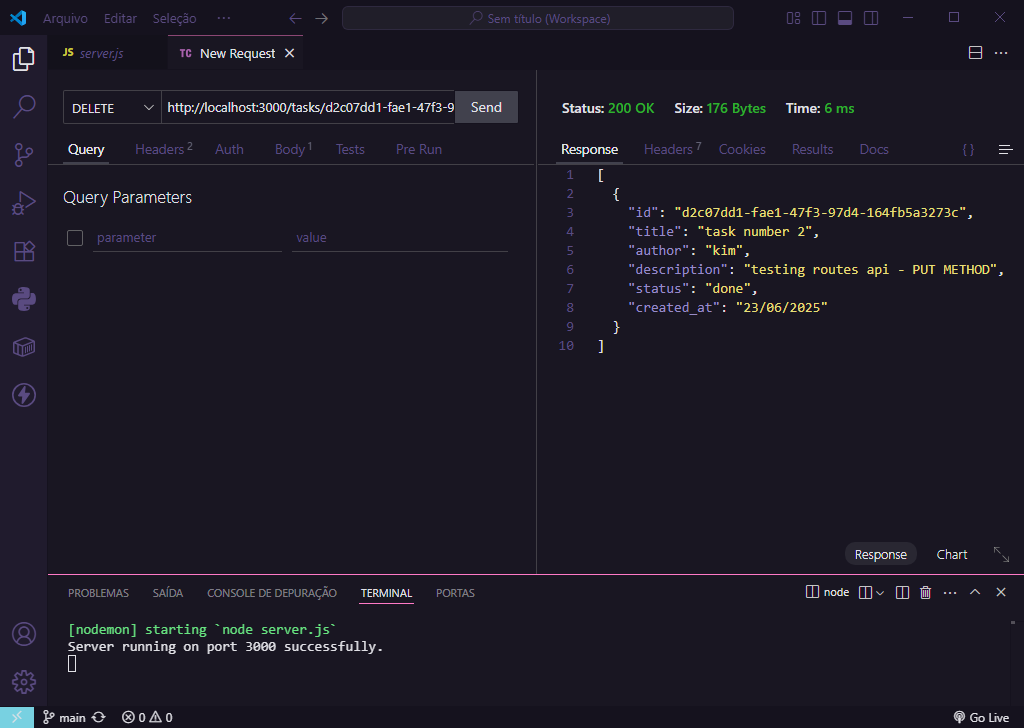 Arquivo Editar Seleção ··· Sem título (Workspace)
JS server.js TC New Request
DELETE http://localhost:3000/tasks/d2c07dd1-fae1-47f3-9 Send
Status: 200 OK Size: 176 Bytes Time: 6 ms
Query Headers 2 Auth Body 1 Tests Pre Run
Response Headers 7 Cookies Results Docs { }
Query Parameters
parameter value
1 [
2 {
3 "id": "d2c07dd1-fae1-47f3-97d4-164fb5a3273c",
4 "title": "task number 2",
5 "author": "kim",
6 "description": "testing routes api - PUT METHOD",
7 "status": "done",
8 "created_at": "23/06/2025"
9 }
10 ]
Response Chart
PROBLEMAS SAÍDA CONSOLE DE DEPURAÇÃO TERMINAL PORTAS node ···
[nodemon] starting `node server.js`
Server running on port 3000 successfully.
main 0 0 Go Live